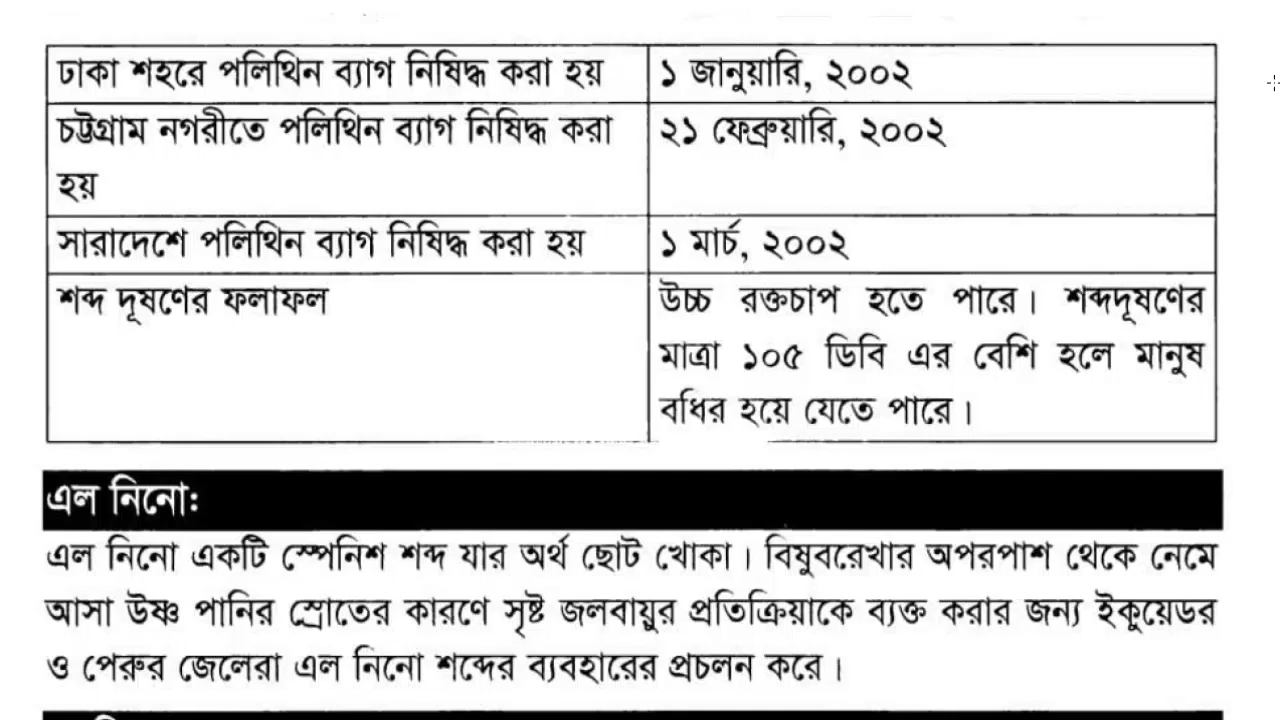 ঢাকা শহরে পলিথিন ব্যাগ নিষিদ্ধ করা হয়
১ জানুয়ারি, ২০০২
চট্টগ্রাম নগরীতে পলিথিন ব্যাগ নিষিদ্ধ করা
হয়
২১ ফেব্রুয়ারি, ২০০২
সারাদেশে পলিথিন ব্যাগ নিষিদ্ধ করা হয়
১ মার্চ, ২০০২
শব্দ দূষণের ফলাফল
উচ্চ রক্তচাপ হতে পারে। শব্দদূষণের
মাত্রা ১০৫ ডিবি এর বেশি হলে মানুষ
বধির হয়ে যেতে পারে।
এল নিনো:
এল নিনো একটি স্পেনিশ শব্দ যার অর্থ ছোট খোকা। বিষুবরেখার অপরপাশ থেকে নেমে
আসা উষ্ণ পানির স্রোতের কারণে সৃষ্ট জলবায়ুর প্রতিক্রিয়াকে ব্যক্ত করার জন্য ইকুয়েডর
ও পেরুর জেলেরা এল নিনো শব্দের ব্যবহারের প্রচলন করে।